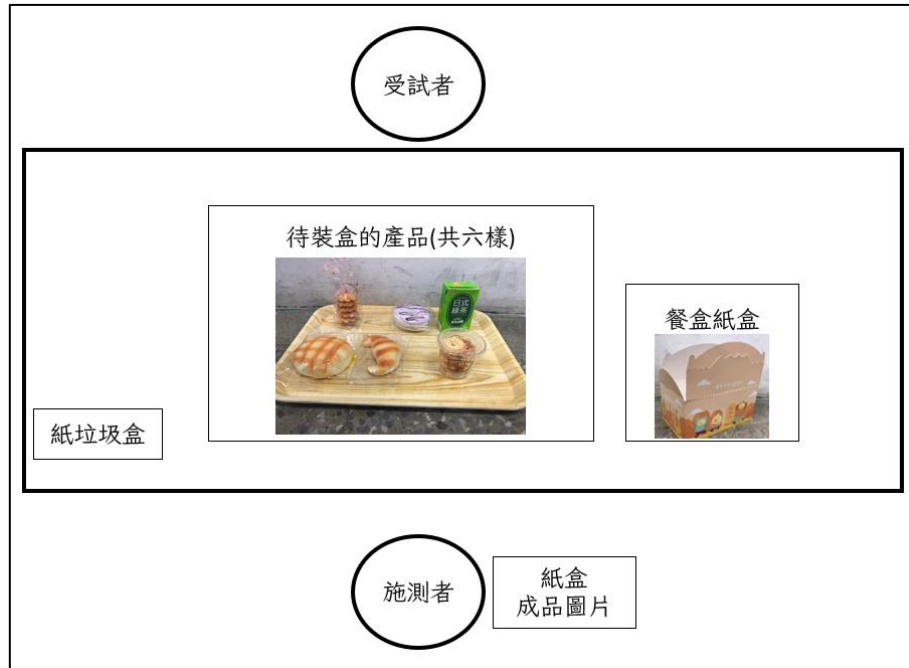 受試者
待裝盒的產品(共六樣)
日式
綠茶
餐盒紙盒
紙垃圾盒
施測者
紙盒
成品圖片